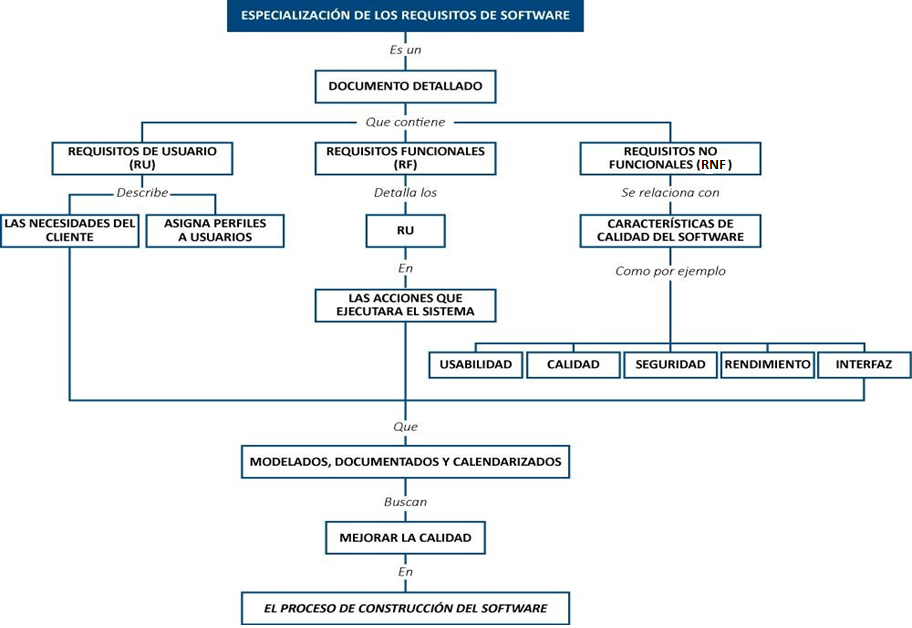 ESPECIALIZACIÓN DE LOS REQUISITOS DE SOFTWARE
Es un
DOCUMENTO DETALLADO
Que contiene
REQUISITOS DE USUARIO
(RU)
REQUISITOS FUNCIONALES
(RF)
REQUISITOS NO
FUNCIONALES (RNF)
Describe
Detalla los
Se relaciona con
LAS NECESIDADES DEL
CLIENTE
ASIGNA PERFILES
A USUARIOS
RU
CARACTERÍSTICAS DE
CALIDAD DEL SOFTWARE
En
Como por ejemplo
LAS ACCIONES QUE
EJECUTARA EL SISTEMA
USABILIDAD
CALIDAD
SEGURIDAD
RENDIMIENTO
INTERFAZ
Que
MODELADOS, DOCUMENTADOS Y CALENDARIZADOS
Buscan
MEJORAR LA CALIDAD
En
EL PROCESO DE CONSTRUCCIÓN DEL SOFTWARE